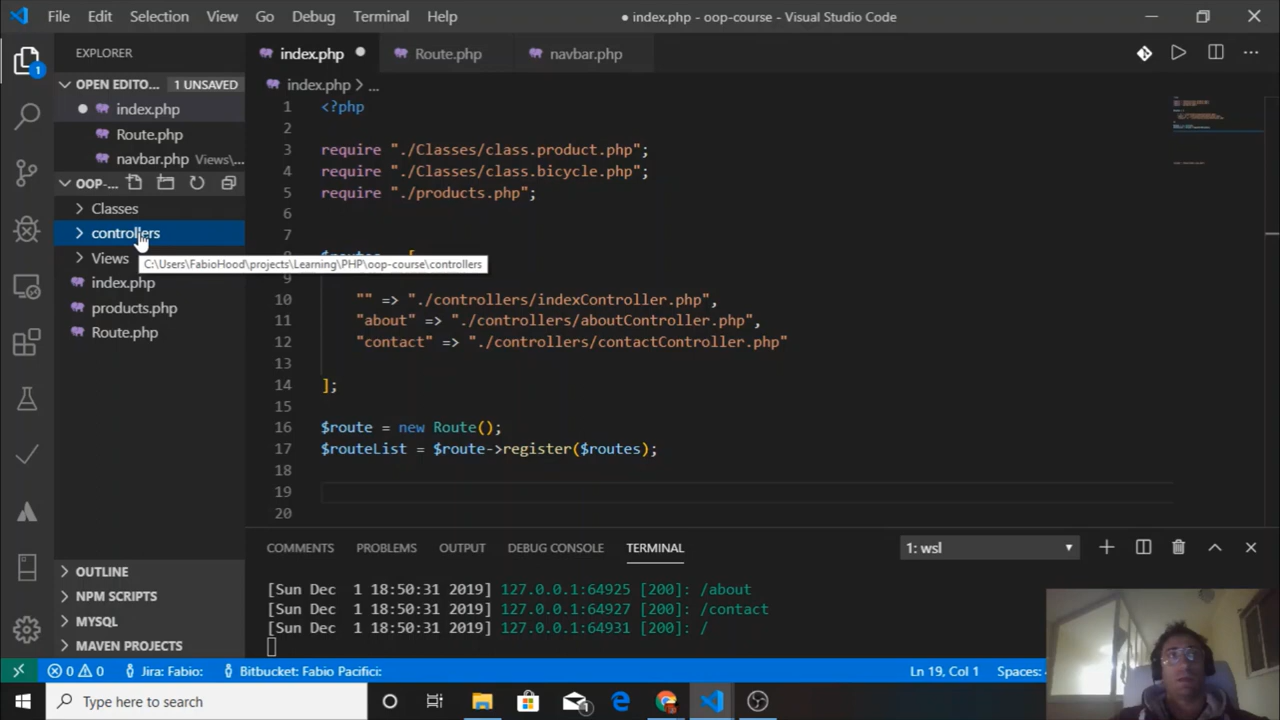 File Edit Selection View Go Debug Terminal Help
● index.php - oop-course - Visual Studio Code
EXPLORER
OPEN EDITO... 1 UNSAVED
index.php
Route.php
navbar.php Views\...
OOP-...
Classes
controllers
Views
index.php
products.php
Route.php
OUTLINE
NPM SCRIPTS
MYSQL
MAVEN PROJECTS
1
index.php Route.php navbar.php
index.php > ...
1 <?php
2
3 require "./Classes/class.product.php";
4 require "./Classes/class.bicycle.php";
5 require "./products.php";
6
7
C:\Users\FabioHood\projects\Learning\PHP\oop-course\controllers
10 "" => "./controllers/indexController.php",
11 "about" => "./controllers/aboutController.php",
12 "contact" => "./controllers/contactController.php"
13
14 ];
15
16 $route = new Route();
17 $routeList = $route->register($routes);
18
19
20
COMMENTS PROBLEMS OUTPUT DEBUG CONSOLE TERMINAL 1: wsl
[Sun Dec 1 18:50:31 2019] 127.0.0.1:64925 [200]: /about
[Sun Dec 1 18:50:31 2019] 127.0.0.1:64927 [200]: /contact
[Sun Dec 1 18:50:31 2019] 127.0.0.1:64931 [200]: /
0 0 Jira: Fabio: Bitbucket: Fabio Pacifici: Ln 19, Col 1 Spaces:
Type here to search
1